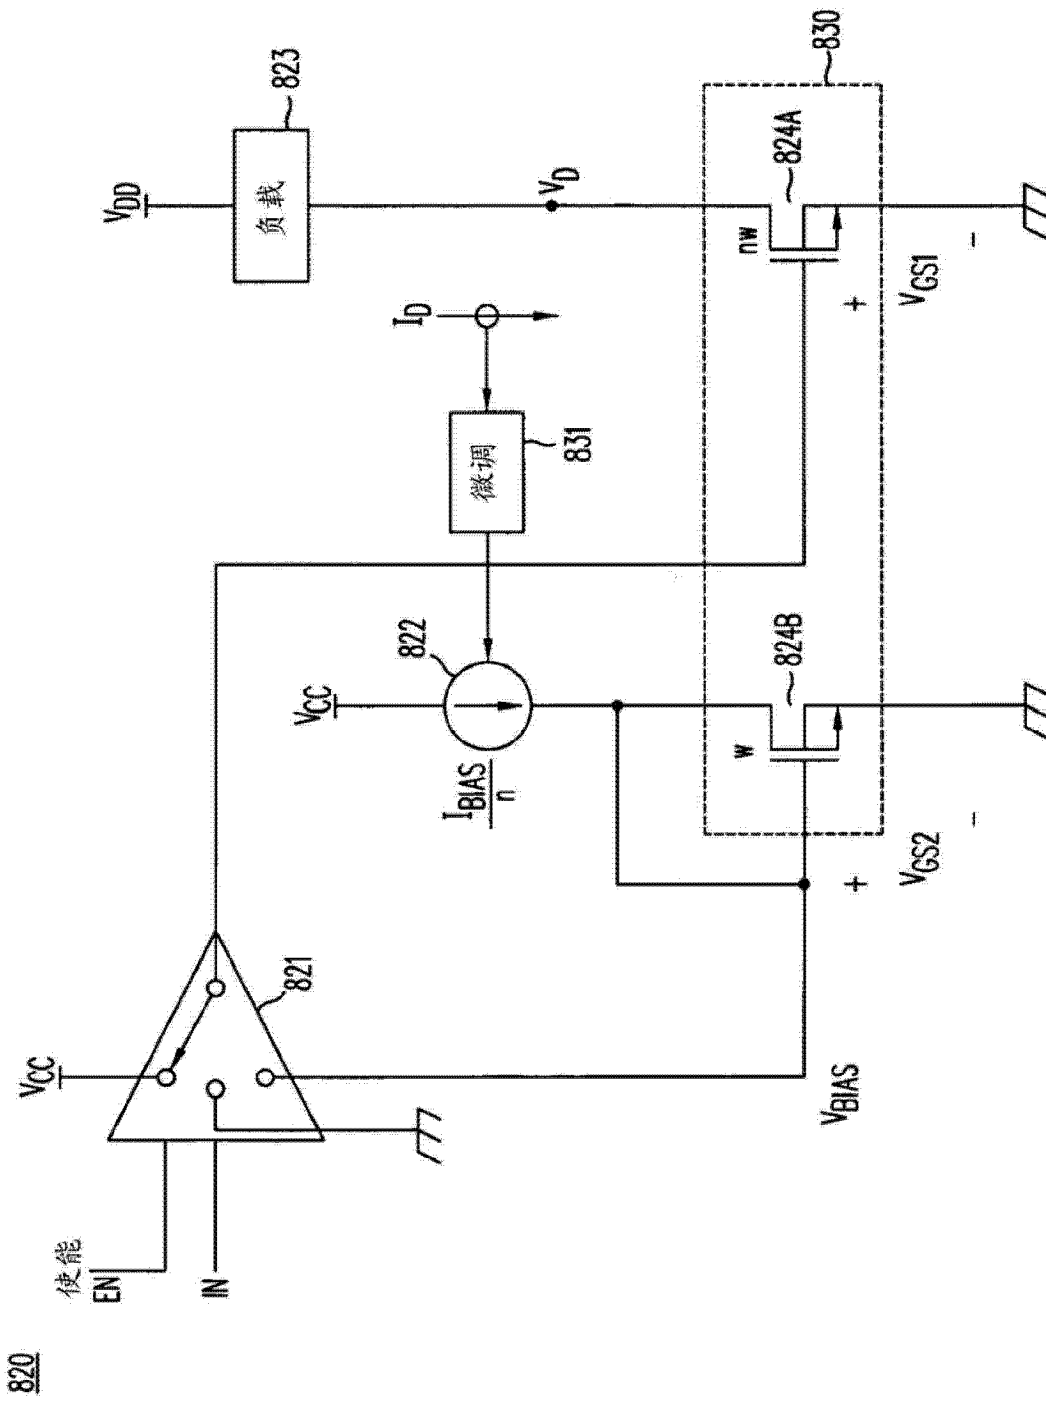 820
使能
EN
IN
VCC
821
VBIAS
IBIAS
n
VCC
822
微调
831
ID
VDD
负载
823
VD
w
824B
+
VGS2
−
nw
824A
+
VGS1
−
830